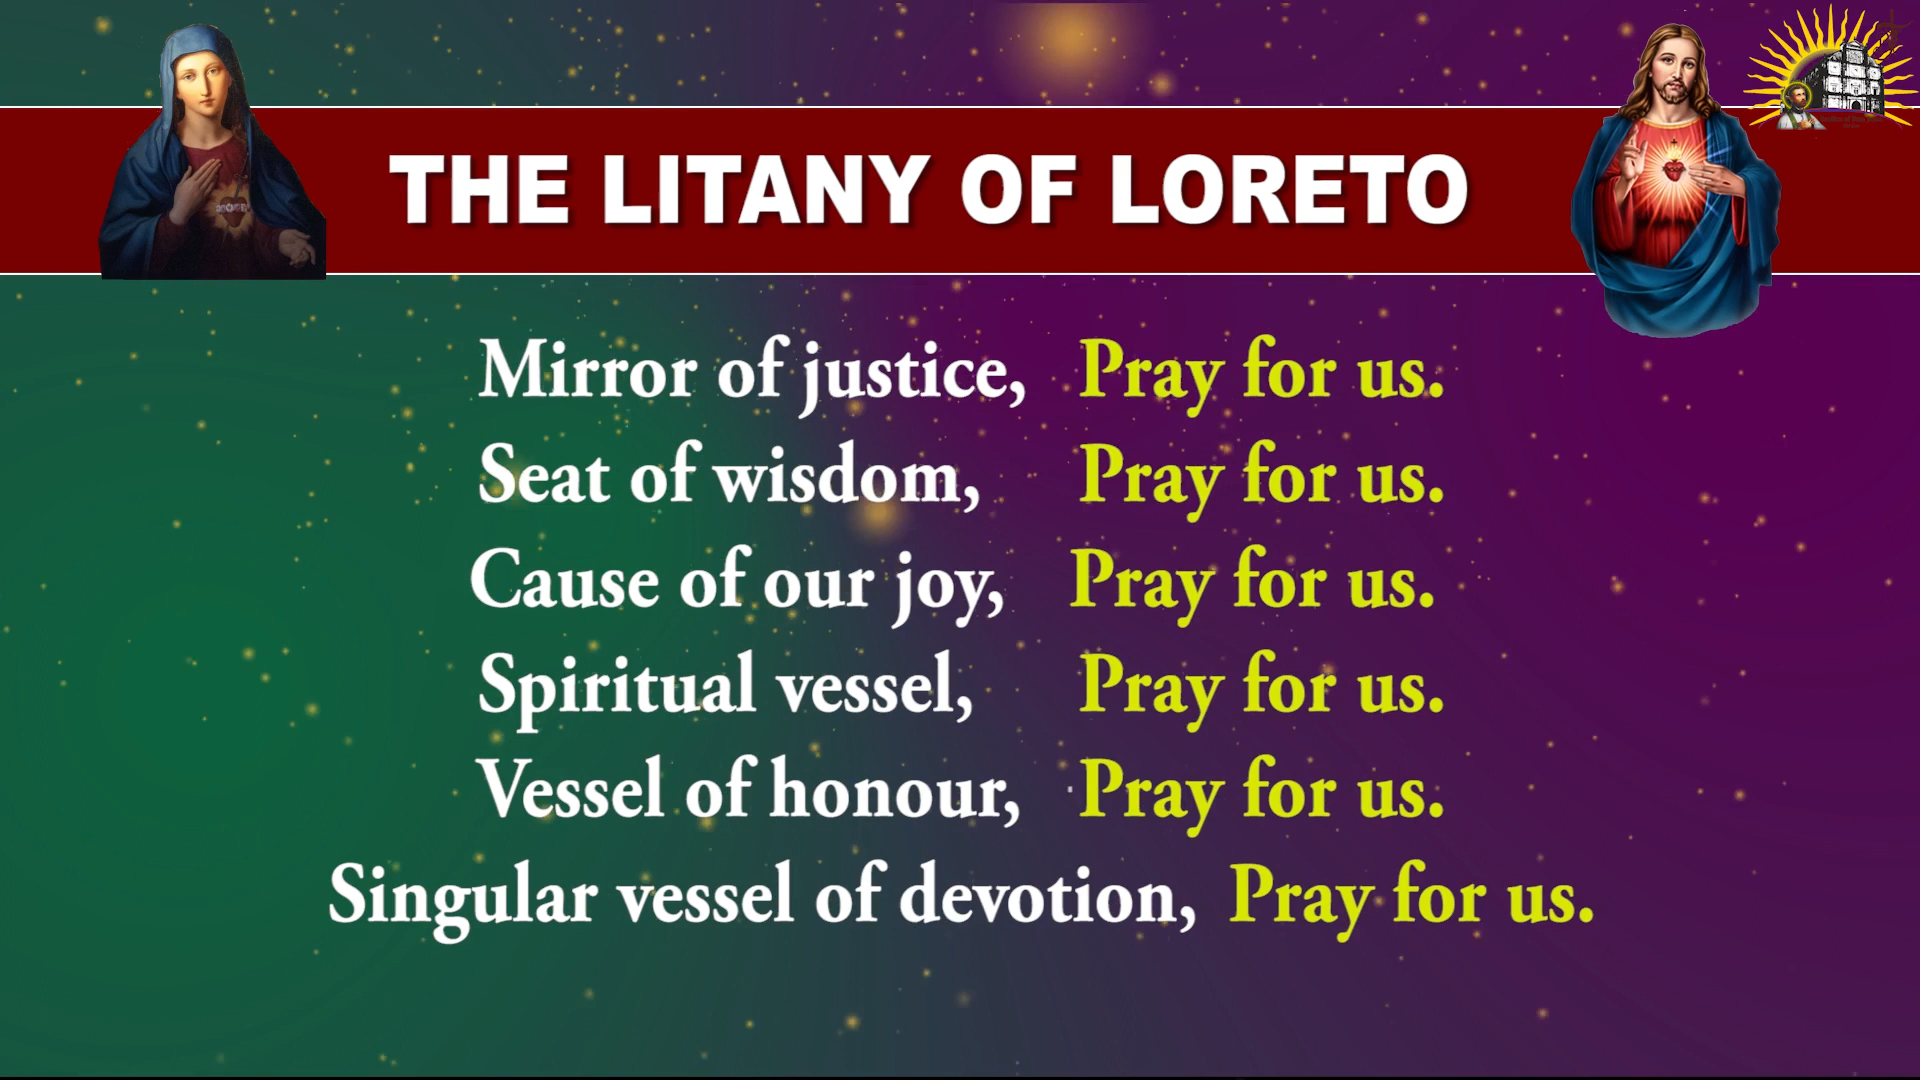 THE LITANY OF LORETO
Mirror of justice, Pray for us.
Seat of wisdom, Pray for us.
Cause of our joy, Pray for us.
Spiritual vessel, Pray for us.
Vessel of honour, Pray for us.
Singular vessel of devotion, Pray for us.